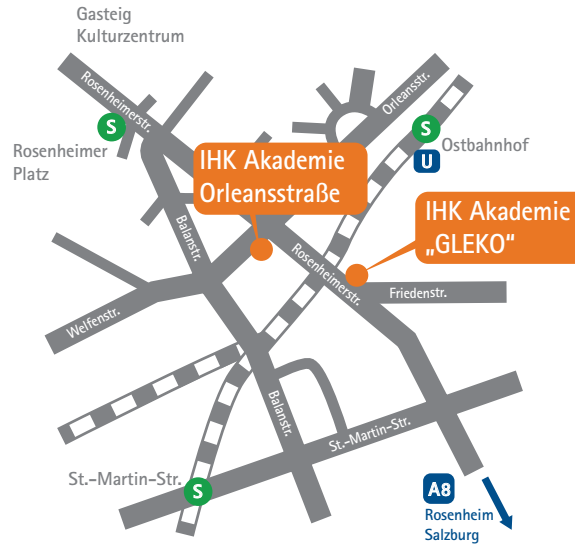 Gasteig
Kulturzentrum
Rosenheimerstr.
Orleansstr.
S
Rosenheimer
Platz
S
Ostbahnhof
U
IHK Akademie
Orleansstraße
IHK Akademie
„GLEKO“
Balanstr.
Rosenheimerstr.
Friedenstr.
Welfenstr.
Balanstr.
St.-Martin-Str.
St.-Martin-Str.
S
A8
Rosenheim
Salzburg